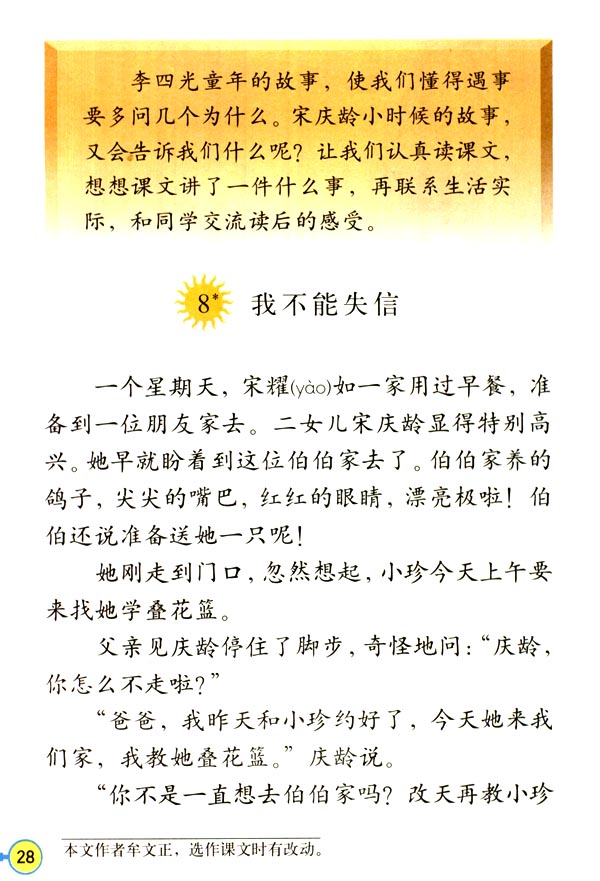 李四光童年的故事，使我们懂得遇事
要多问几个为什么。宋庆龄小时候的故事，
又会告诉我们什么呢？让我们认真读课文，
想想课文讲了一件什么事，再联系生活实
际，和同学交流读后的感受。
8* 我不能失信
一个星期天，宋耀(yào)如一家用过早餐，准
备到一位朋友家去。二女儿宋庆龄显得特别高
兴。她早就盼着到这位伯伯家去了。伯伯家养的
鸽子，尖尖的嘴巴，红红的眼睛，漂亮极啦！伯
伯还说准备送她一只呢！
她刚走到门口，忽然想起，小珍今天上午要
来找她学叠花篮。
父亲见庆龄停住了脚步，奇怪地问：“庆龄，
你怎么不走啦？”
“爸爸，我昨天和小珍约好了，今天她来我
们家，我教她叠花篮。”庆龄说。
“你不是一直想去伯伯家吗？改天再教小珍
本文作者牟文正，选作课文时有改动。
28